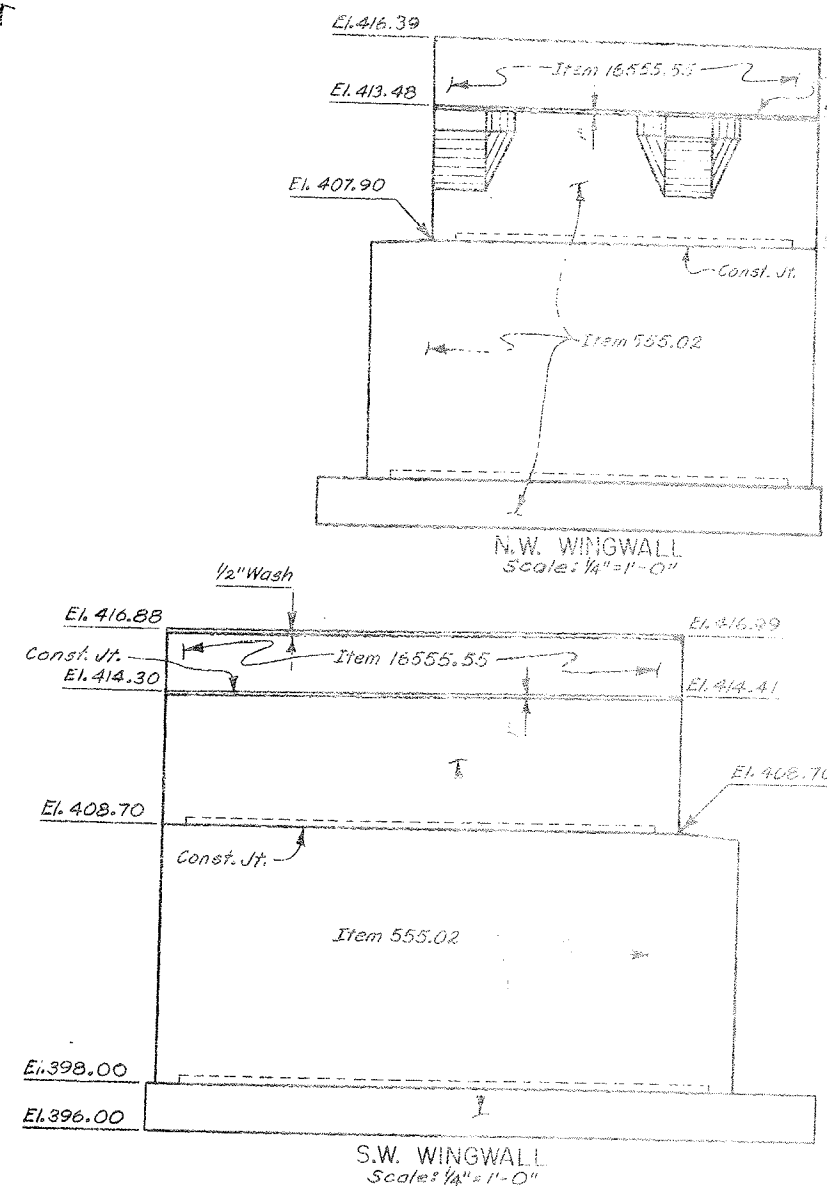 El. 416.39
Item 16555.55
El. 413.48
El. 407.90
Const. Jt.
Item 555.02
N.W. WINGWALL
Scale: 1/4" = 1'-0"
1/2" Wash
El. 416.88
El. 416.99
Const. Jt.
Item 16555.55
El. 414.30
El. 414.41
El. 408.70
El. 408.70
Const. Jt.
Item 555.02
El. 398.00
El. 396.00
S.W. WINGWALL
Scale: 1/4" = 1'-0"